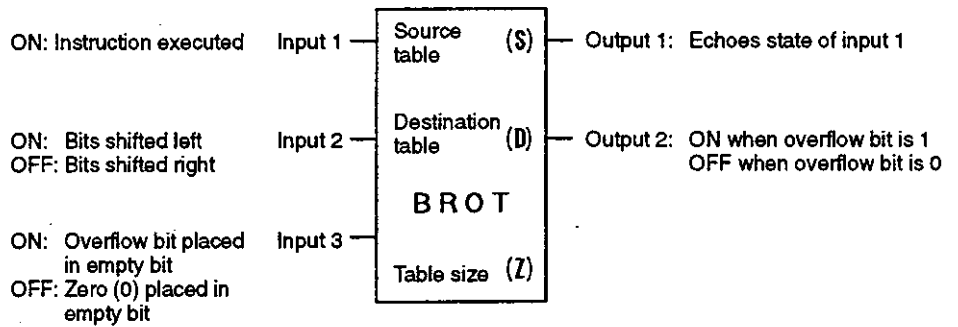 ON: Instruction executed Input 1 Source table (S) Output 1: Echoes state of input 1
ON: Bits shifted left
OFF: Bits shifted right
Input 2
Destination
table (D)
Output 2: ON when overflow bit is 1
OFF when overflow bit is 0
BROT
ON: Overflow bit placed
in empty bit
OFF: Zero (0) placed in
empty bit
Input 3
Table size (Z)